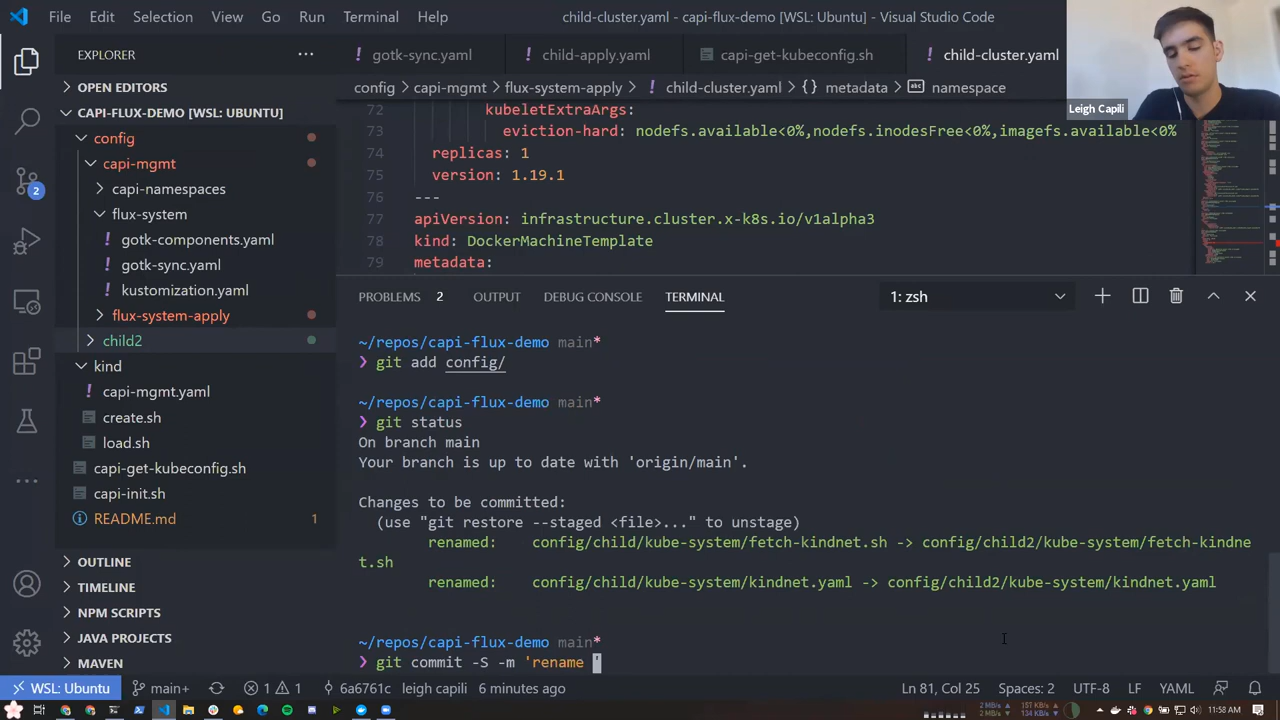 File Edit Selection View Go Run Terminal Help
child-cluster.yaml - capi-flux-demo [WSL: Ubuntu] - Visual Studio Code
EXPLORER
OPEN EDITORS
CAPI-FLUX-DEMO [WSL: UBUNTU]
config
capi-mgmt
capi-namespaces
flux-system
gotk-components.yaml
gotk-sync.yaml
kustomization.yaml
flux-system-apply
child2
kind
capi-mgmt.yaml
create.sh
load.sh
capi-get-kubeconfig.sh
capi-init.sh
README.md 1
OUTLINE
TIMELINE
NPM SCRIPTS
JAVA PROJECTS
MAVEN
2
gotk-sync.yaml child-apply.yaml capi-get-kubeconfig.sh child-cluster.yaml
config > capi-mgmt > flux-system-apply > child-cluster.yaml > {} metadata > namespace
Leigh Capili
72 kubeletExtraArgs:
73 eviction-hard: nodefs.available<0%,nodefs.inodesFree<0%,imagefs.available<0%
74 replicas: 1
75 version: 1.19.1
76 ---
77 apiVersion: infrastructure.cluster.x-k8s.io/v1alpha3
78 kind: DockerMachineTemplate
79 metadata:
PROBLEMS 2 OUTPUT DEBUG CONSOLE TERMINAL 1: zsh
~/repos/capi-flux-demo main*
❯ git add config/
~/repos/capi-flux-demo main*
❯ git status
On branch main
Your branch is up to date with 'origin/main'.
Changes to be committed:
(use "git restore --staged <file>..." to unstage)
renamed: config/child/kube-system/fetch-kindnet.sh -> config/child2/kube-system/fetch-kindne
t.sh
renamed: config/child/kube-system/kindnet.yaml -> config/child2/kube-system/kindnet.yaml
~/repos/capi-flux-demo main*
❯ git commit -S -m 'rename '
WSL: Ubuntu main+ 1 1 6a6761c leigh capili 6 minutes ago Ln 81, Col 25 Spaces: 2 UTF-8 LF YAML
2 MB/s 157 KB/s
2 MB/s 134 KB/s
11:58 AM